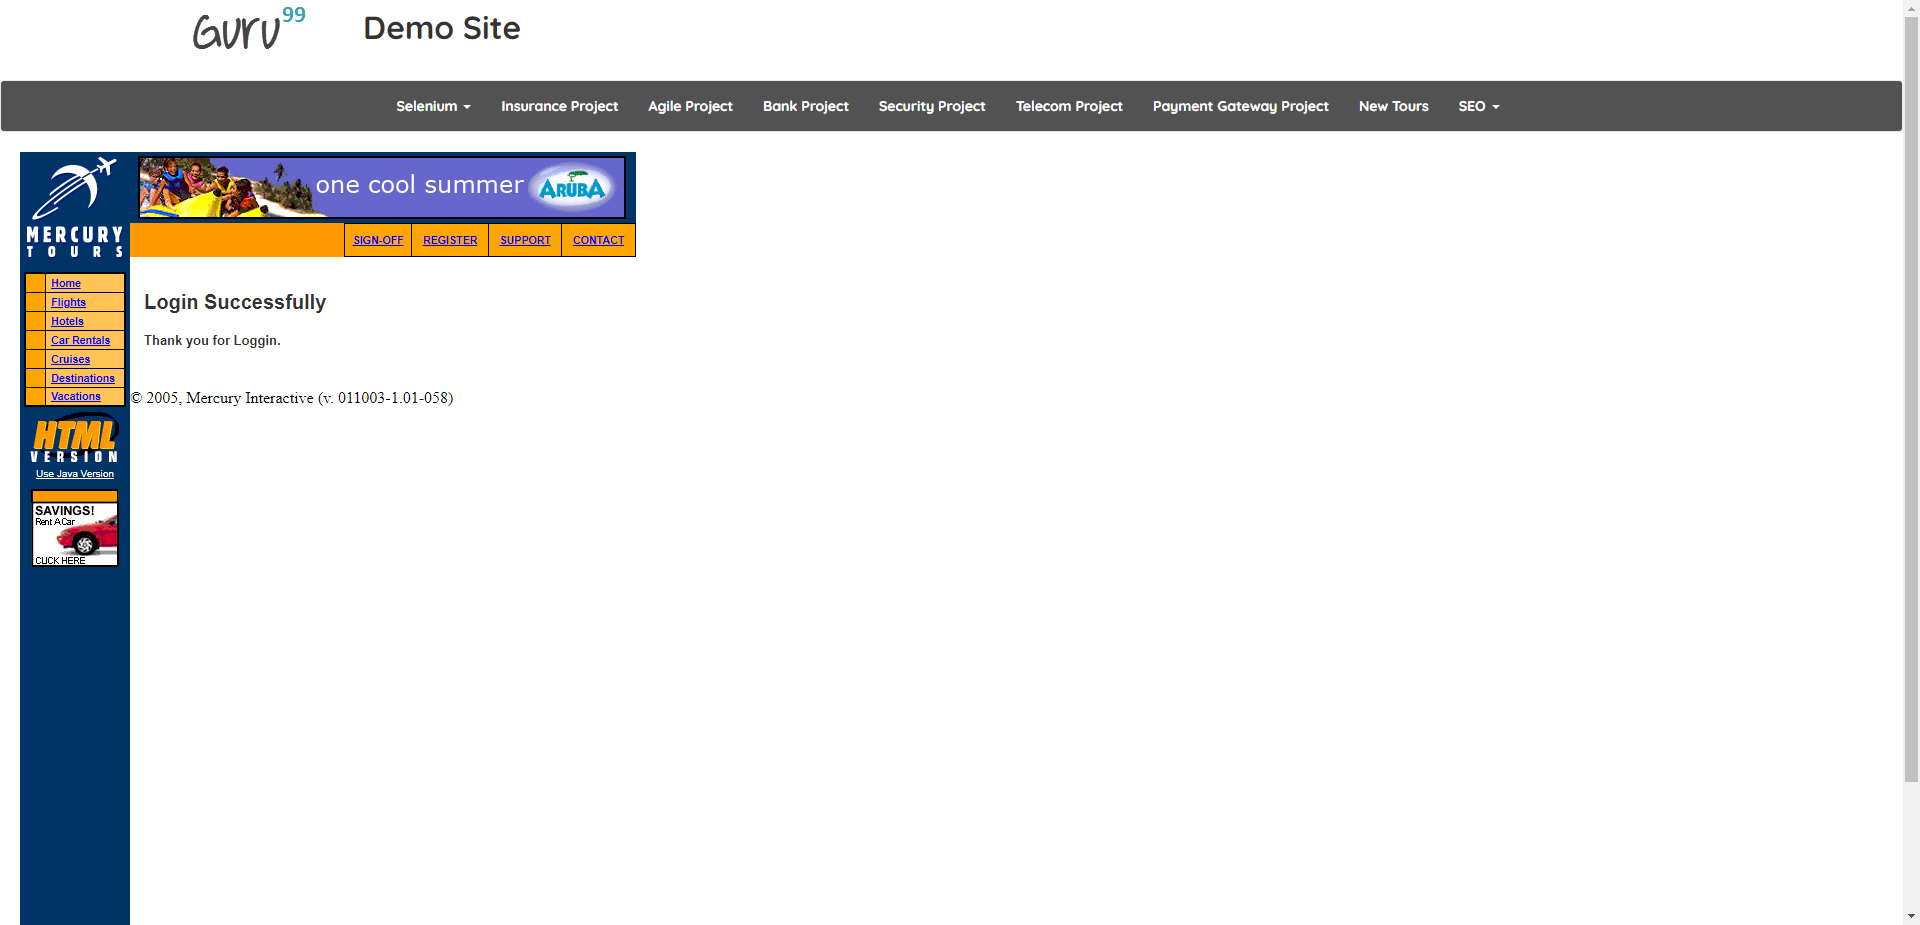 Guru99
Demo Site
Selenium Insurance Project Agile Project Bank Project Security Project Telecom Project Payment Gateway Project New Tours SEO
one cool summer ARUBA
MERCURY
TOURS
SIGN-OFF REGISTER SUPPORT CONTACT
Home
Flights
Hotels
Car Rentals
Cruises
Destinations
Vacations
Login Successfully
Thank you for Loggin.
© 2005, Mercury Interactive (v. 011003-1.01-058)
HTML
VERSION
Use Java Version
SAVINGS!
Rent A Car
CLICK HERE